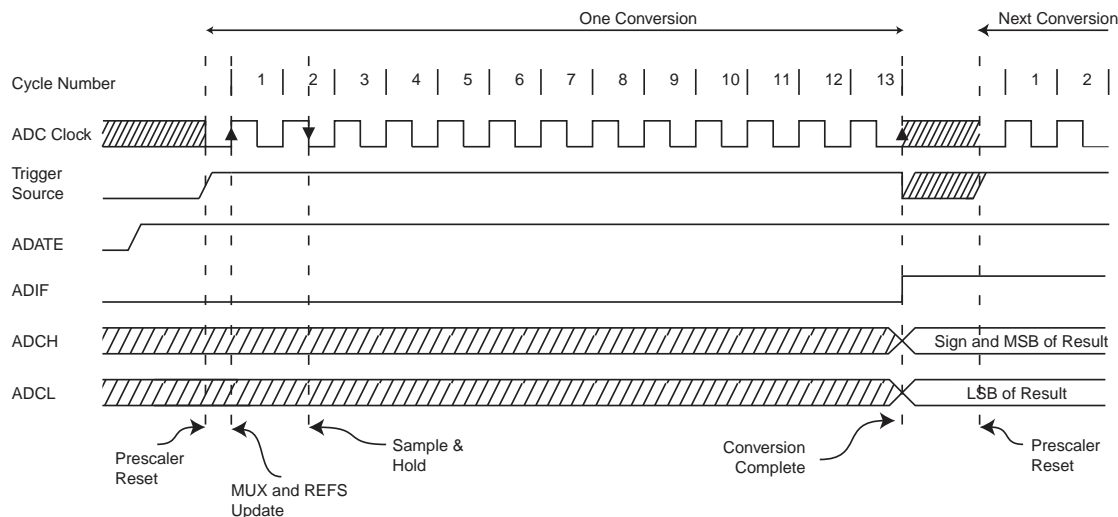 One Conversion
Next Conversion
Cycle Number
1 2 3 4 5 6 7 8 9 10 11 12 13 1 2
ADC Clock
Trigger
Source
ADATE
ADIF
ADCH
Sign and MSB of Result
ADCL
LSB of Result
Prescaler
Reset
MUX and REFS
Update
Sample &
Hold
Conversion
Complete
Prescaler
Reset